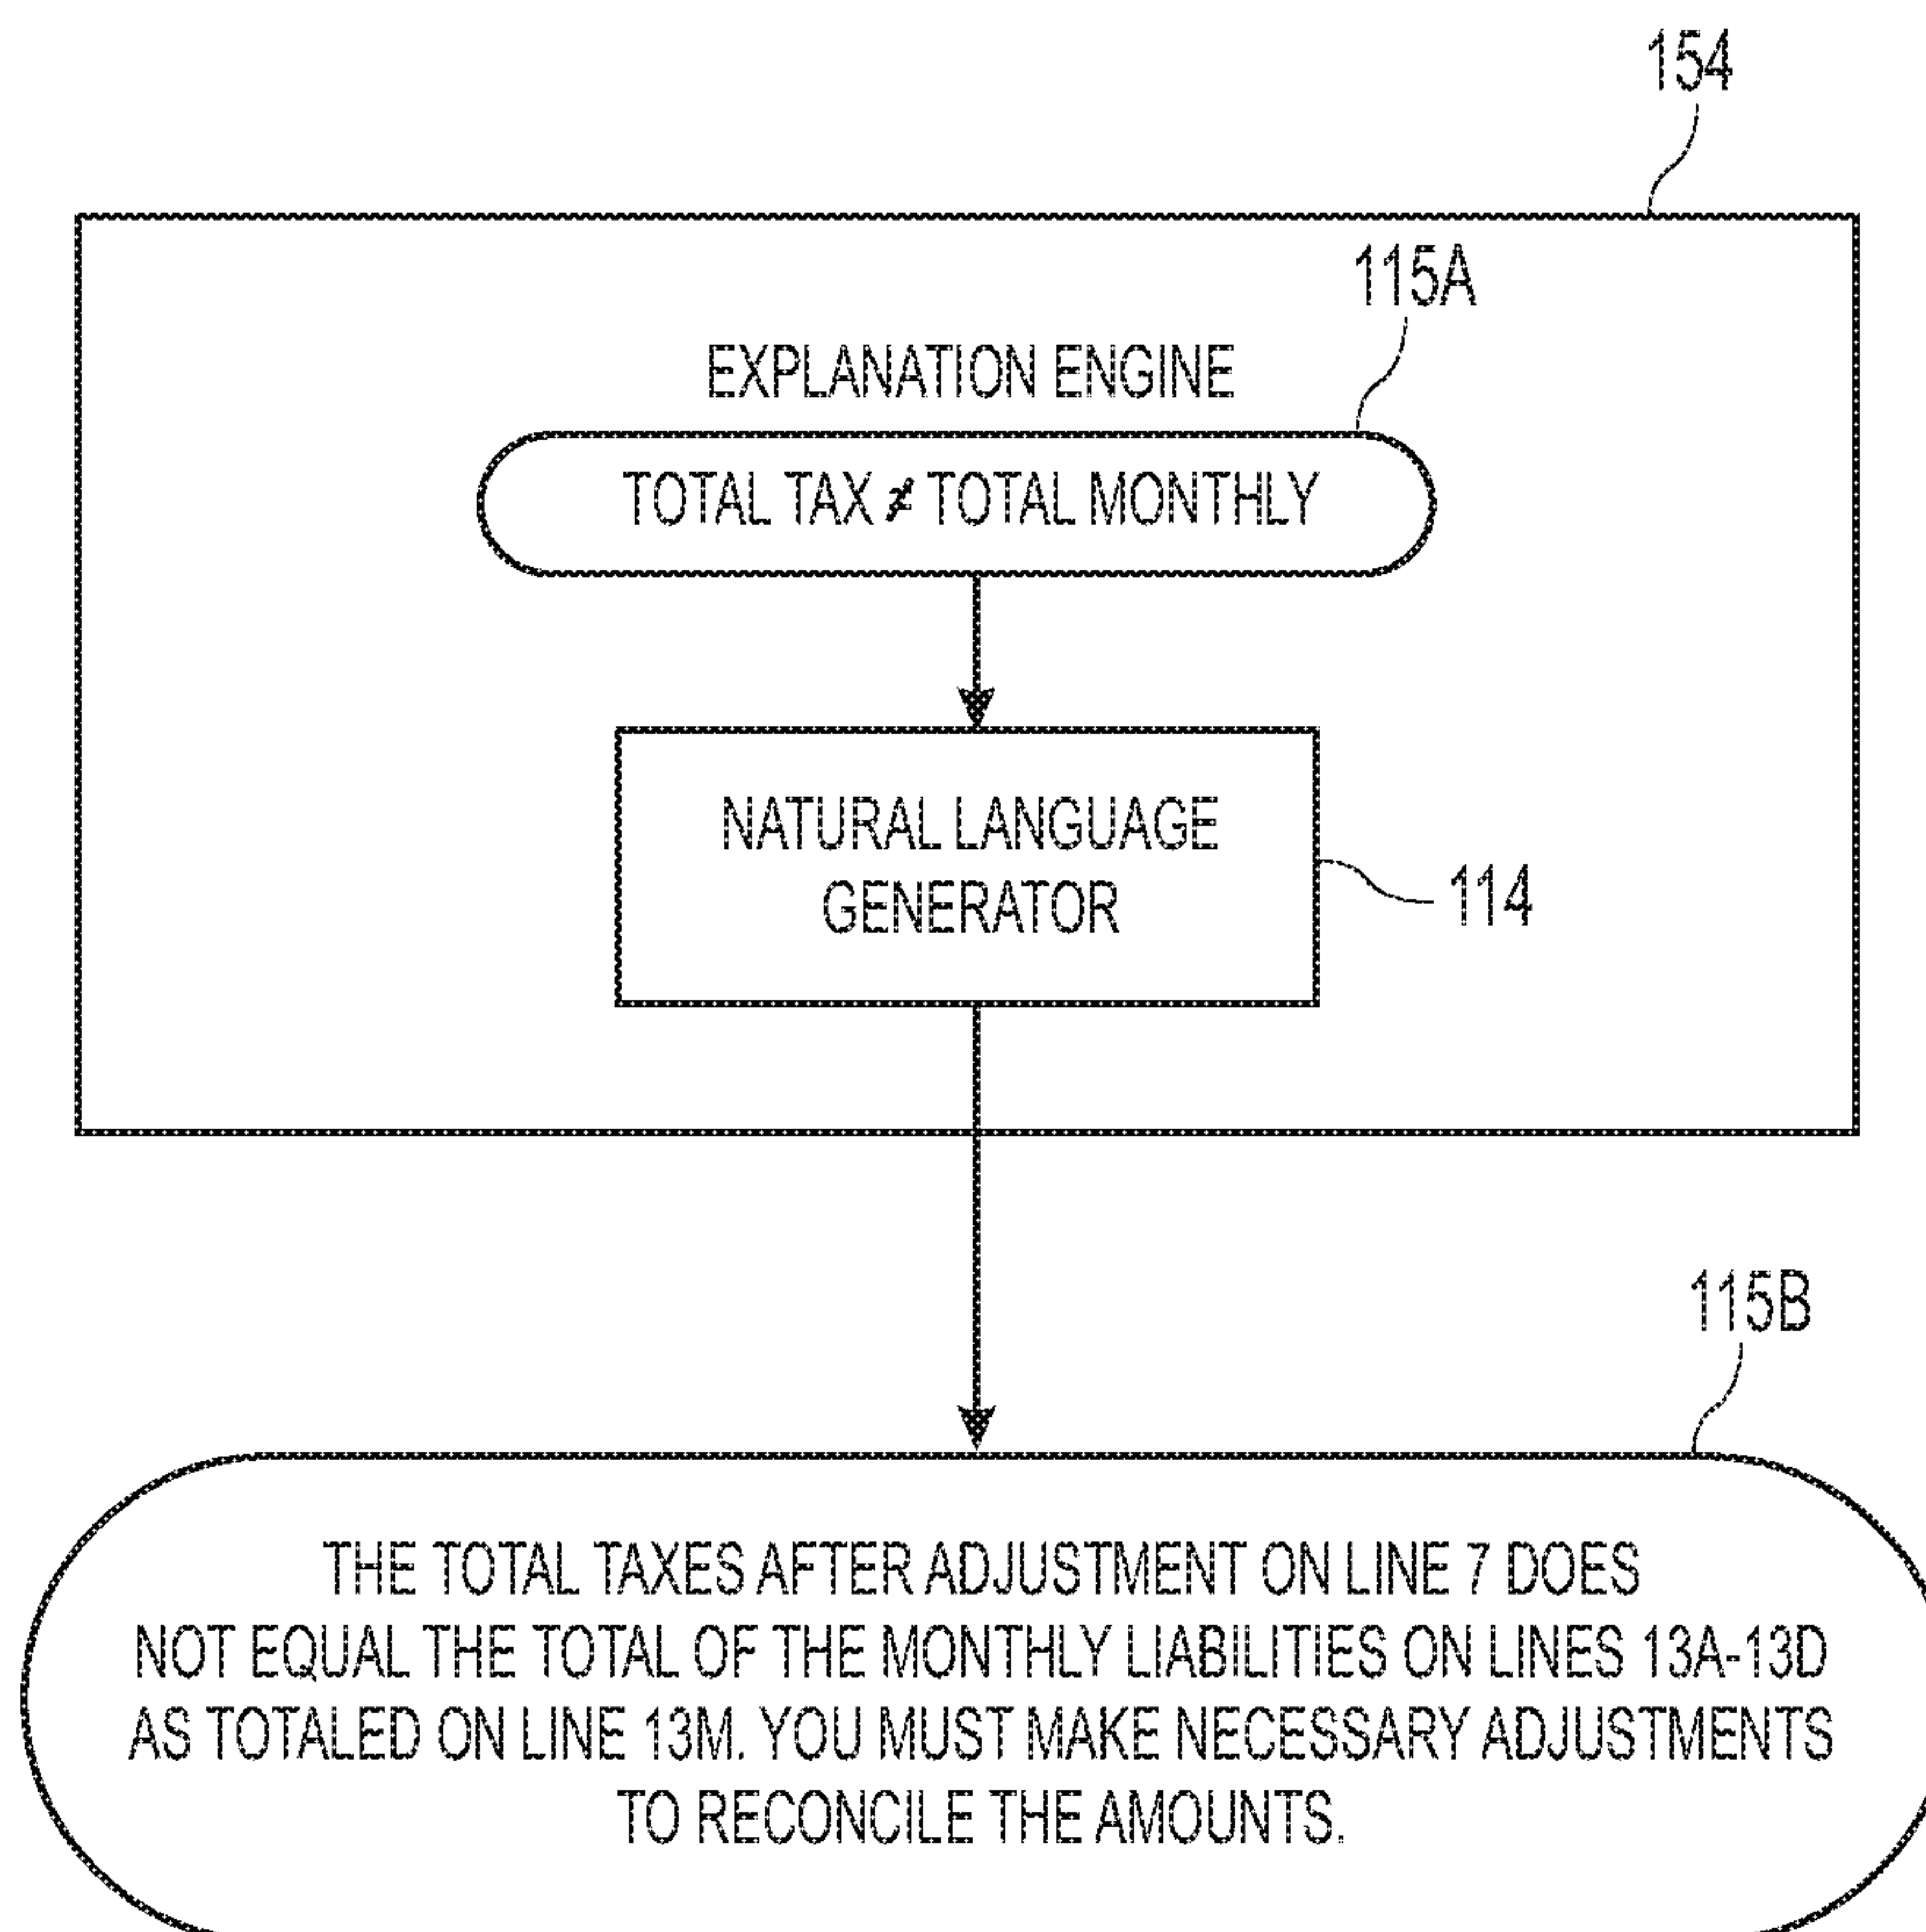 154
115A
EXPLANATION ENGINE
TOTAL TAX ≠ TOTAL MONTHLY
NATURAL LANGUAGE
GENERATOR
114
115B
THE TOTAL TAXES AFTER ADJUSTMENT ON LINE 7 DOES
NOT EQUAL THE TOTAL OF THE MONTHLY LIABILITIES ON LINES 13A-13D
AS TOTALED ON LINE 13M. YOU MUST MAKE NECESSARY ADJUSTMENTS
TO RECONCILE THE AMOUNTS.